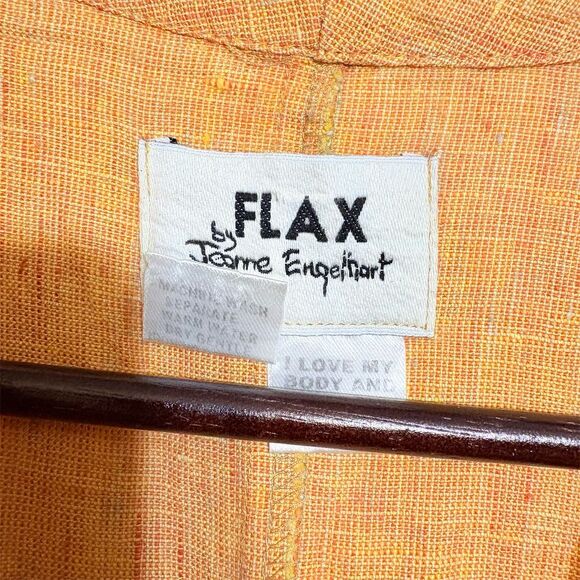 FLAX
by
Jeanne Engelhart
MACHINE WASH
SEPARATE
WARM WATER
DRY GENTLE
I LOVE MY
BODY AND